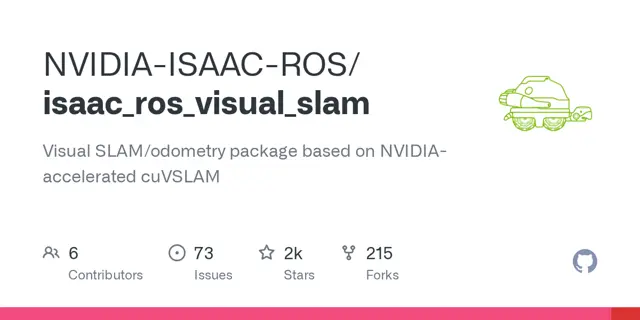 NVIDIA-ISAAC-ROS/
isaac_ros_visual_slam
Visual SLAM/odometry package based on NVIDIA-
accelerated cuVSLAM
6 73 2k 215
Contributors Issues Stars Forks